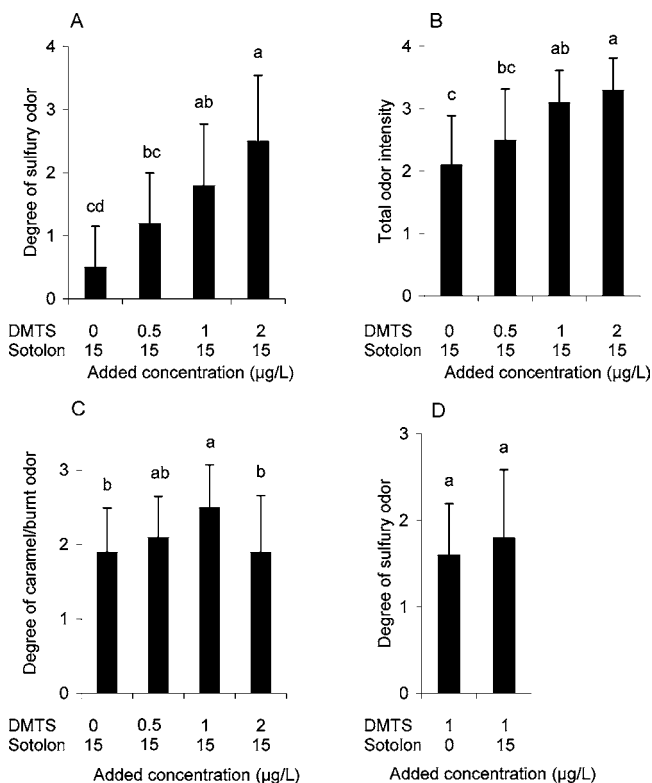 A
4
3
2
1
0
Degree of sulfury odor
cd
bc
ab
a
DMTS 0 0.5 1 2
Sotolon 15 15 15 15
Added concentration (µg/L)
B
4
3
2
1
0
Total odor intensity
c
bc
ab
a
DMTS 0 0.5 1 2
Sotolon 15 15 15 15
Added concentration (µg/L)
C
3
2
1
0
Degree of caramel/burnt odor
b
ab
a
b
DMTS 0 0.5 1 2
Sotolon 15 15 15 15
Added concentration (µg/L)
D
3
2
1
0
Degree of sulfury odor
a
a
DMTS 1 1
Sotolon 0 15
Added concentration (µg/L)